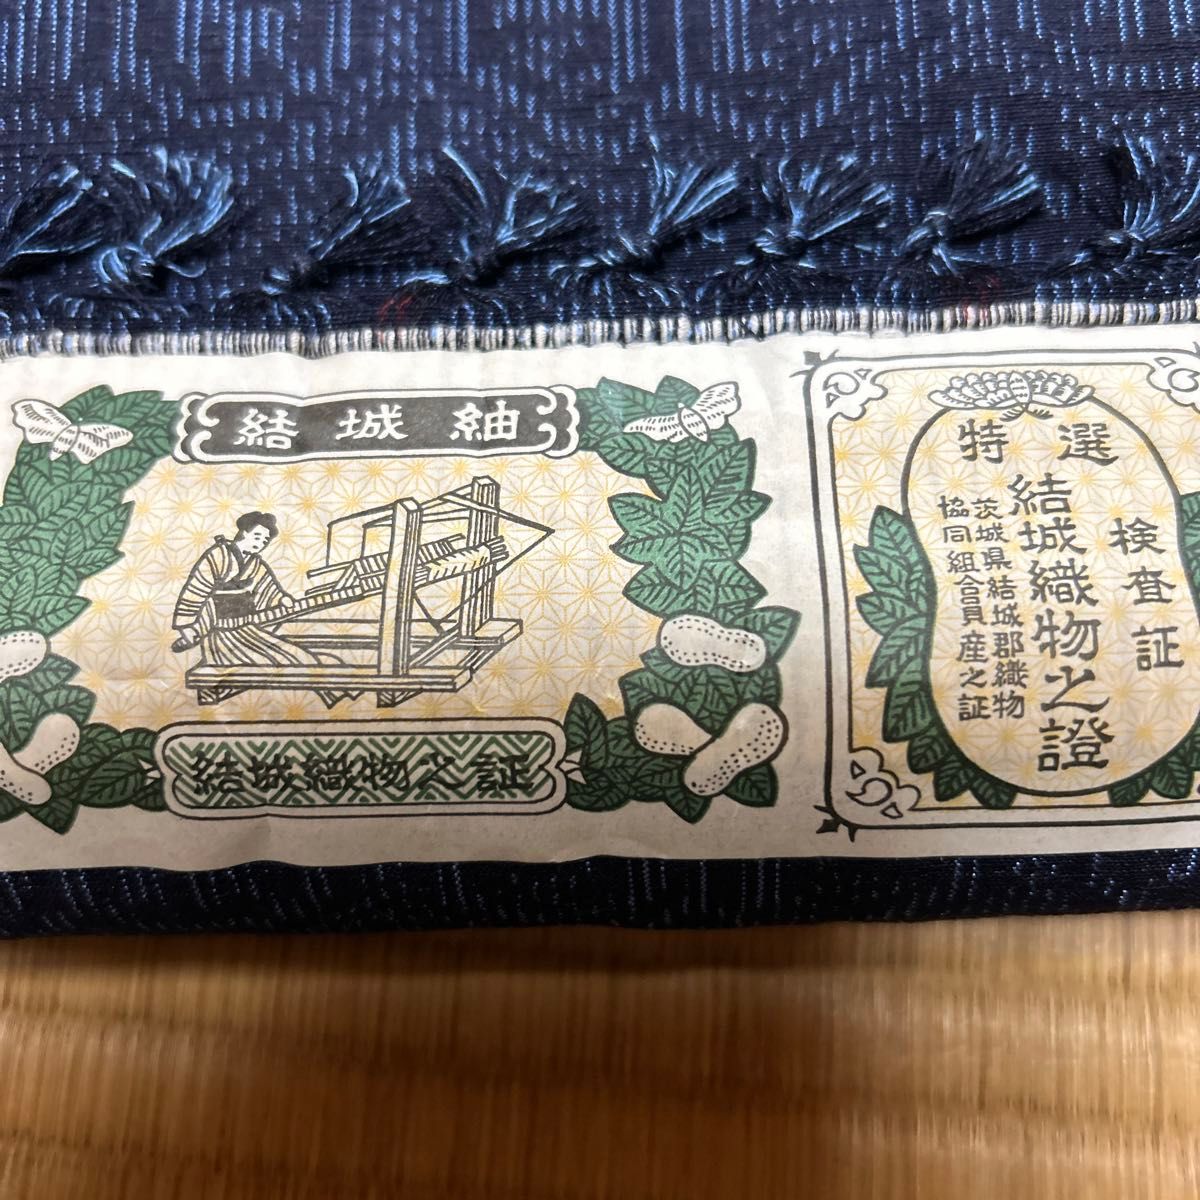 結城紬
結城織物之証
特選
検査証
結城織物之證
茨城県結城郡織物
協同組合員産之証